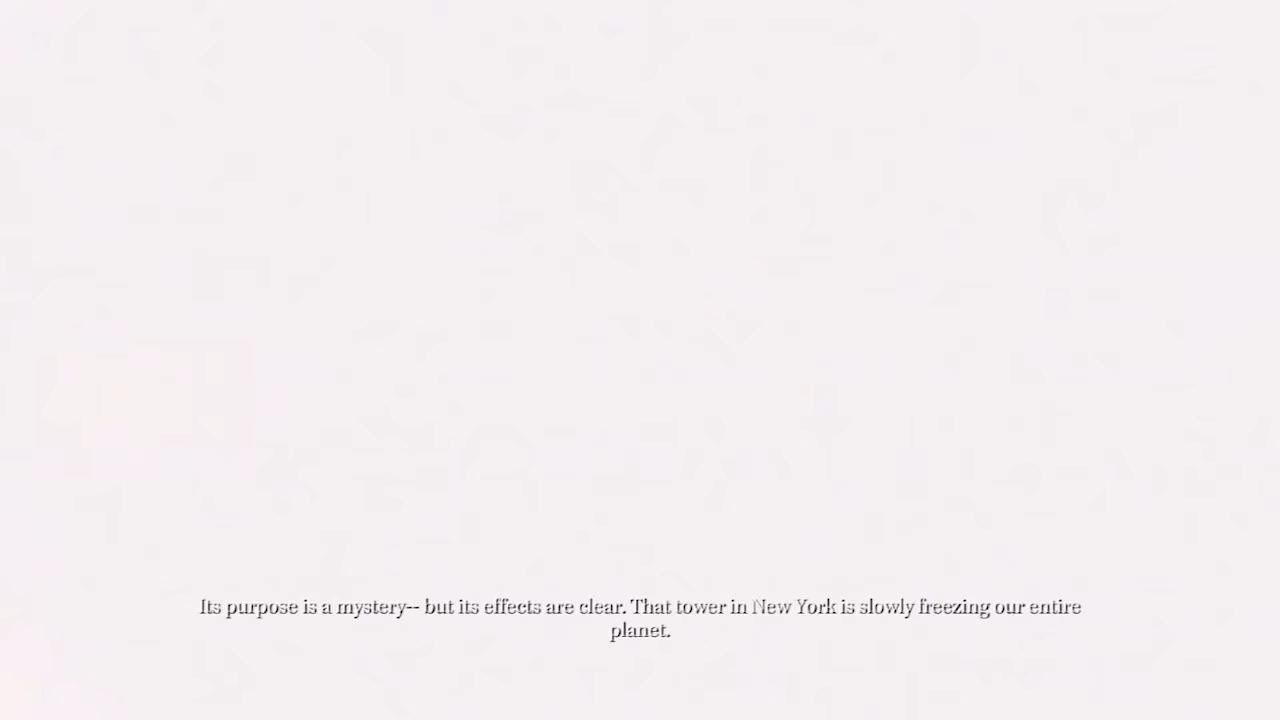 Its purpose is a mystery-- but its effects are clear. That tower in New York is slowly freezing our entire
planet.